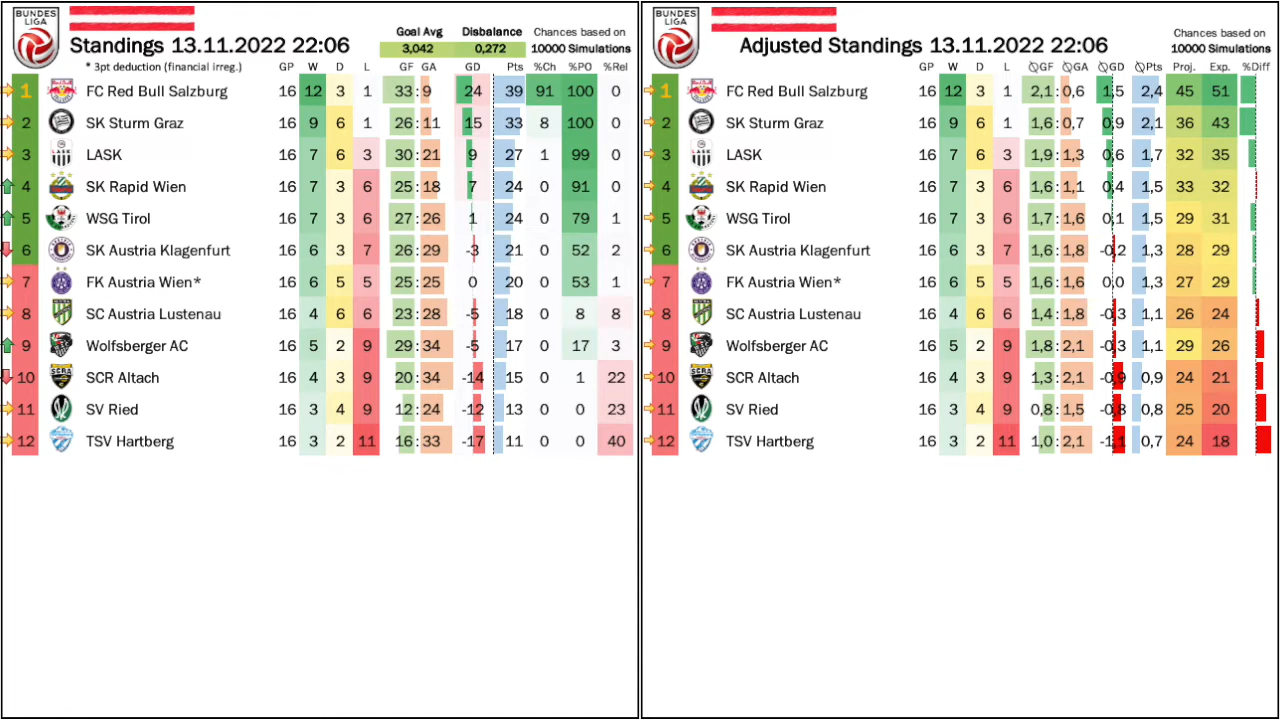 BUNDES
LIGA
Standings 13.11.2022 22:06
Goal Avg Disbalance Chances based on
3,042 0,272 10000 Simulations
* 3pt deduction (financial irreg.) GP W D L GF GA GD Pts %Ch %PO %Rel
1 FC Red Bull Salzburg 16 12 3 1 33:9 24 39 91 100 0
2 SK Sturm Graz 16 9 6 1 26:11 15 33 8 100 0
3 LASK 16 7 6 3 30:21 9 27 1 99 0
4 SK Rapid Wien 16 7 3 6 25:18 7 24 0 91 0
5 WSG Tirol 16 7 3 6 27:26 1 24 0 79 1
6 SK Austria Klagenfurt 16 6 3 7 26:29 -3 21 0 52 2
7 FK Austria Wien* 16 6 5 5 25:25 0 20 0 53 1
8 SC Austria Lustenau 16 4 6 6 23:28 -5 18 0 8 8
9 Wolfsberger AC 16 5 2 9 29:34 -5 17 0 17 3
10 SCR Altach 16 4 3 9 20:34 -14 15 0 1 22
11 SV Ried 16 3 4 9 12:24 -12 13 0 0 23
12 TSV Hartberg 16 3 2 11 16:33 -17 11 0 0 40
BUNDES
LIGA
Adjusted Standings 13.11.2022 22:06
Chances based on
10000 Simulations
GP W D L ∅GF ∅GA ∅GD ∅Pts Proj. Exp. %Diff
1 FC Red Bull Salzburg 16 12 3 1 2,1:0,6 1,5 2,4 45 51
2 SK Sturm Graz 16 9 6 1 1,6:0,7 0,9 2,1 36 43
3 LASK 16 7 6 3 1,9:1,3 0,6 1,7 32 35
4 SK Rapid Wien 16 7 3 6 1,6:1,1 0,4 1,5 33 32
5 WSG Tirol 16 7 3 6 1,7:1,6 0,1 1,5 29 31
6 SK Austria Klagenfurt 16 6 3 7 1,6:1,8 -0,2 1,3 28 29
7 FK Austria Wien* 16 6 5 5 1,6:1,6 0,0 1,3 27 29
8 SC Austria Lustenau 16 4 6 6 1,4:1,8 -0,3 1,1 26 24
9 Wolfsberger AC 16 5 2 9 1,8:2,1 -0,3 1,1 29 26
10 SCR Altach 16 4 3 9 1,3:2,1 -0,9 0,9 24 21
11 SV Ried 16 3 4 9 0,8:1,5 -0,8 0,8 25 20
12 TSV Hartberg 16 3 2 11 1,0:2,1 -1,1 0,7 24 18